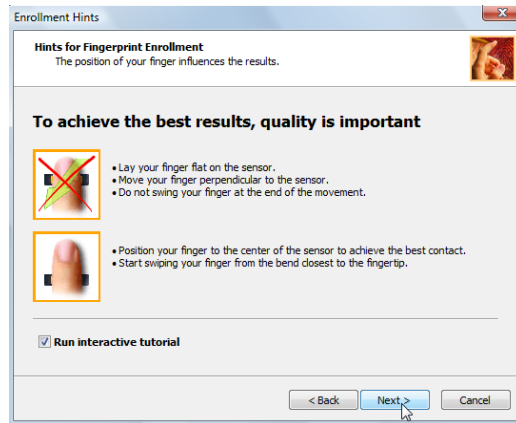 Enrollment Hints
Hints for Fingerprint Enrollment
The position of your finger influences the results.
To achieve the best results, quality is important
• Lay your finger flat on the sensor.
• Move your finger perpendicular to the sensor.
• Do not swing your finger at the end of the movement.
• Position your finger to the center of the sensor to achieve the best contact.
• Start swiping your finger from the bend closest to the fingertip.
Run interactive tutorial
< Back Next > Cancel